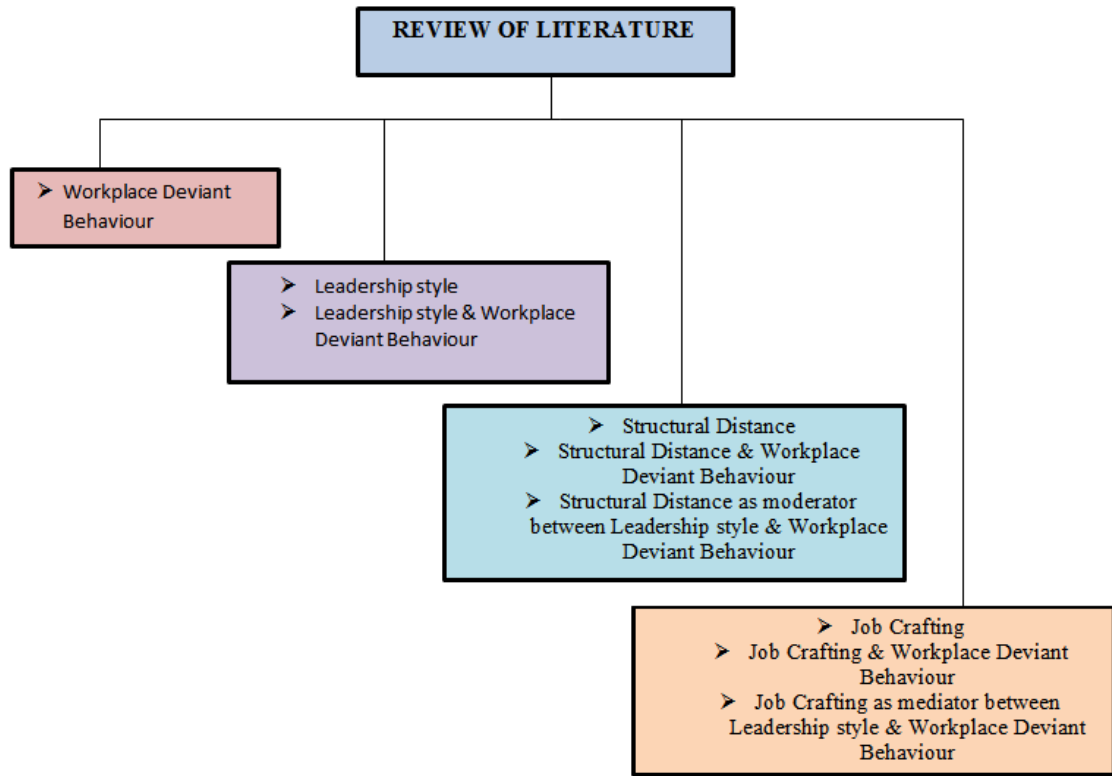 REVIEW OF LITERATURE
➤ Workplace Deviant
Behaviour
➤ Leadership style
➤ Leadership style & Workplace
Deviant Behaviour
➤ Structural Distance
➤ Structural Distance & Workplace
Deviant Behaviour
➤ Structural Distance as moderator
between Leadership style & Workplace
Deviant Behaviour
➤ Job Crafting
➤ Job Crafting & Workplace Deviant
Behaviour
➤ Job Crafting as mediator between
Leadership style & Workplace Deviant
Behaviour